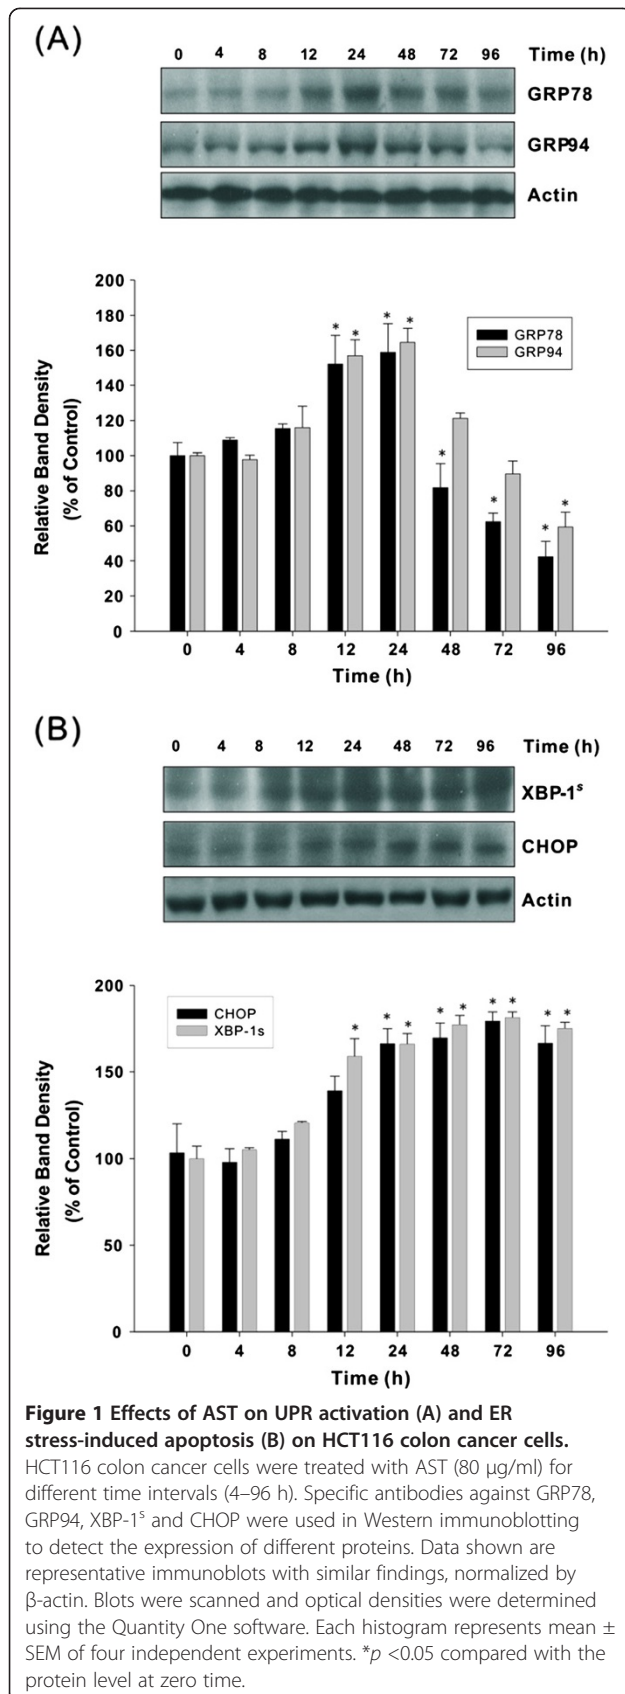 (A)
0 4 8 12 24 48 72 96 Time (h)
GRP78
GRP94
Actin
200
180
160
140
120
100
80
60
40
20
0
Relative Band Density
(% of Control)
* * * * * * * *
GRP78
GRP94
0 4 8 12 24 48 72 96
Time (h)
(B)
0 4 8 12 24 48 72 96 Time (h)
XBP-1ˢ
CHOP
Actin
200
150
100
50
0
Relative Band Density
(% of Control)
CHOP
XBP-1s
* * * * * * * * *
0 4 8 12 24 48 72 96
Time (h)
Figure 1 Effects of AST on UPR activation (A) and ER
stress-induced apoptosis (B) on HCT116 colon cancer cells.
HCT116 colon cancer cells were treated with AST (80 μg/ml) for
different time intervals (4–96 h). Specific antibodies against GRP78,
GRP94, XBP-1ˢ and CHOP were used in Western immunoblotting
to detect the expression of different proteins. Data shown are
representative immunoblots with similar findings, normalized by
β-actin. Blots were scanned and optical densities were determined
using the Quantity One software. Each histogram represents mean ±
SEM of four independent experiments. *p <0.05 compared with the
protein level at zero time.